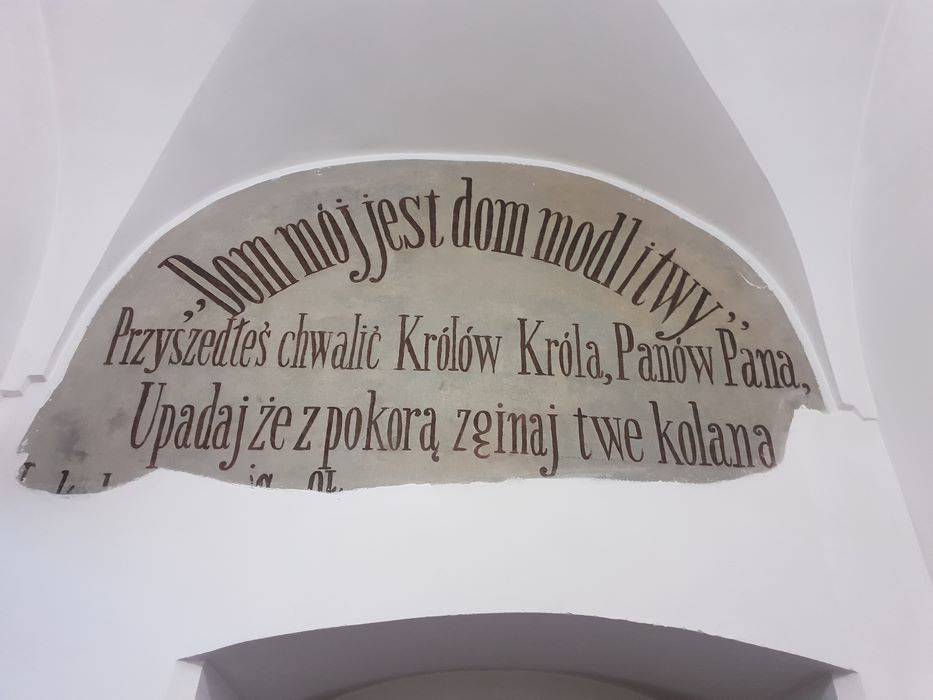 „Dom mój jest dom modlitwy”
Przyszedłeś chwalić Królów Króla, Panów Pana,
Upadaj że z pokorą zginaj twe kolana